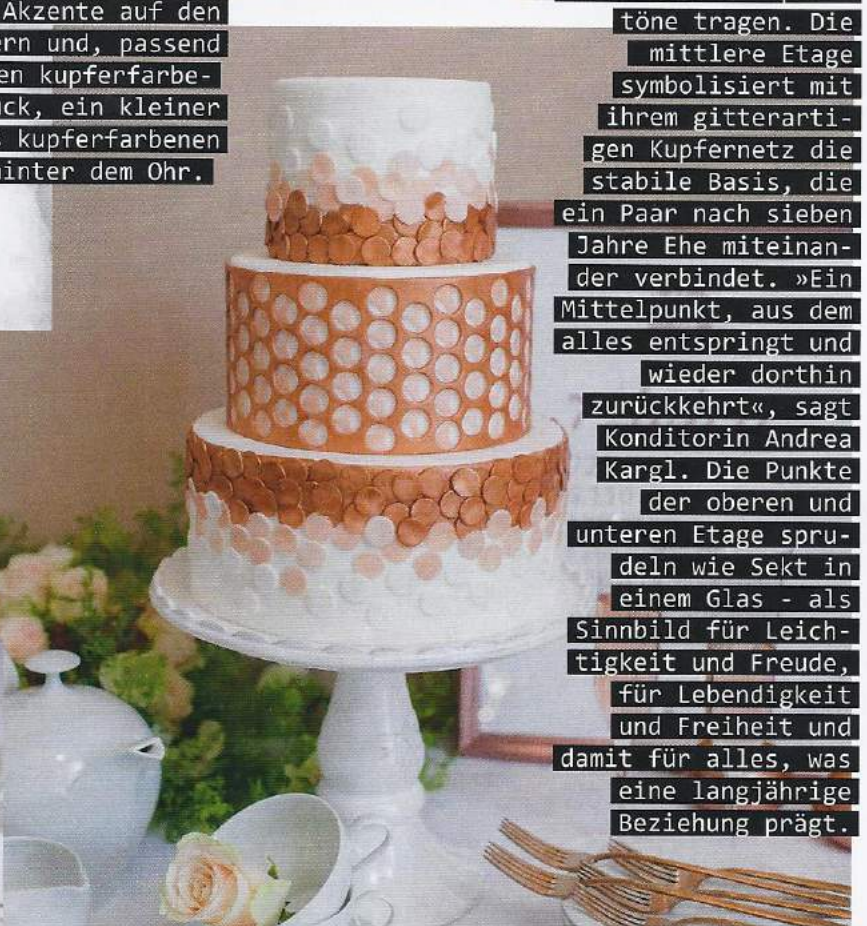 Akzente auf den
und, passend
ein kleiner
kupferfarbenen
hinter dem Ohr.
töne tragen. Die
mittlere Etage
symbolisiert mit
ihrem gitterarti-
gen Kupfernetz die
stabile Basis, die
ein Paar nach sieben
Jahre Ehe miteinan-
der verbindet. »Ein
Mittelpunkt, aus dem
alles entspringt und
wieder dorthin
zurückkehrt«, sagt
Konditorin Andrea
Kargl. Die Punkte
der oberen und
unteren Etage spru-
deln wie Sekt in
einem Glas - als
Sinnbild für Leich-
tigkeit und Freude,
für Lebendigkeit
und Freiheit und
damit für alles, was
eine langjährige
Beziehung prägt.